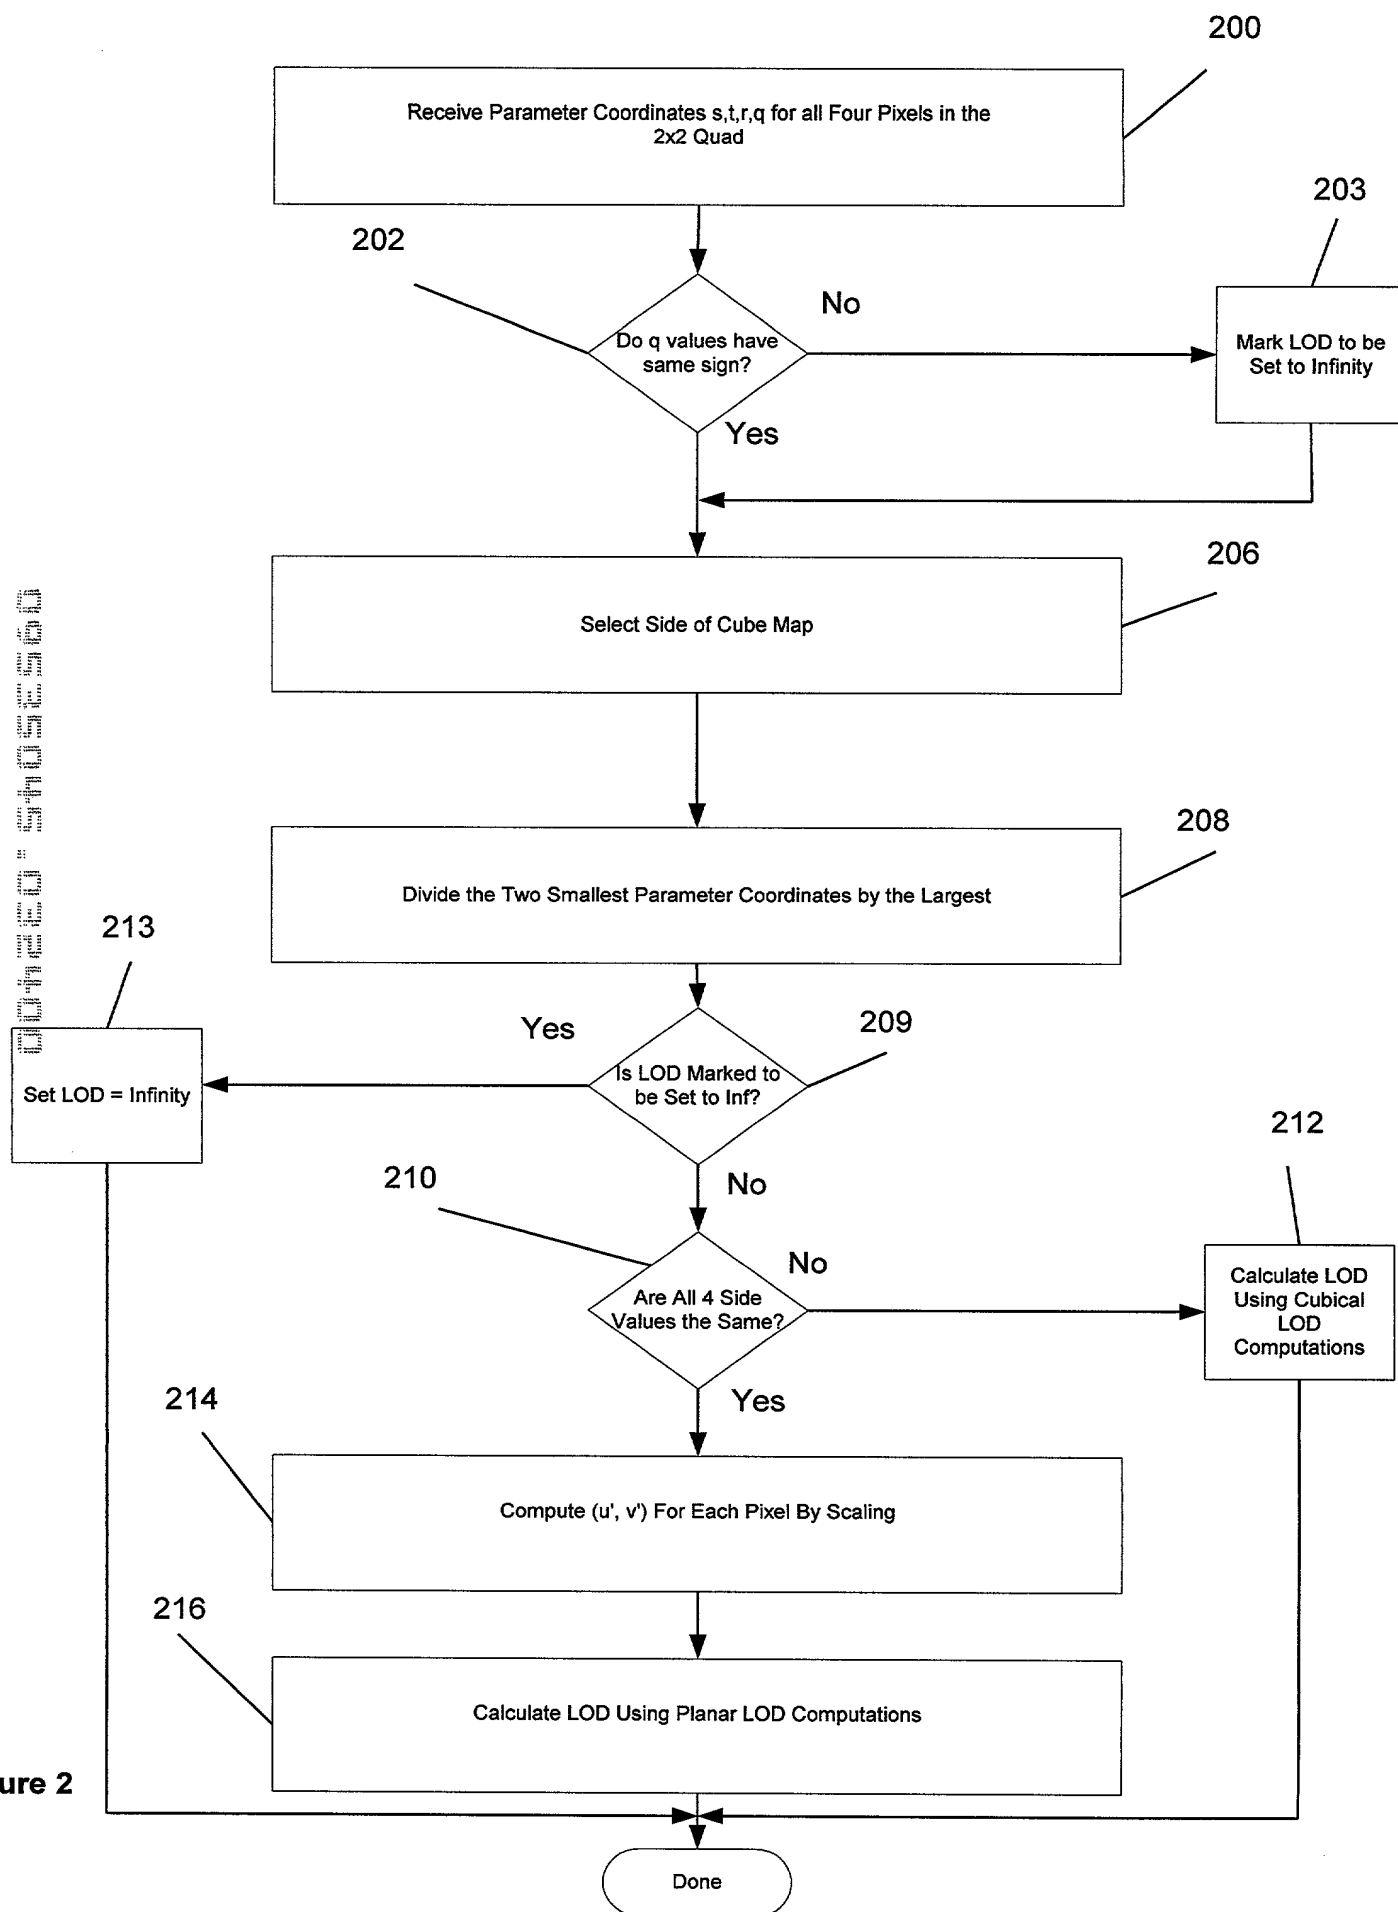 200
Receive Parameter Coordinates s,t,r,q for all Four Pixels in the
2x2 Quad
203
202
No
Do q values have
same sign?
Mark LOD to be
Set to Infinity
Yes
206
Select Side of Cube Map
208
Divide the Two Smallest Parameter Coordinates by the Largest
213
Yes
209
Is LOD Marked to
be Set to Inf?
Set LOD = Infinity
212
210
No
No
Are All 4 Side
Values the Same?
Calculate LOD
Using Cubical
LOD
Computations
214
Yes
Compute (u', v') For Each Pixel By Scaling
216
Calculate LOD Using Planar LOD Computations
ure 2
Done